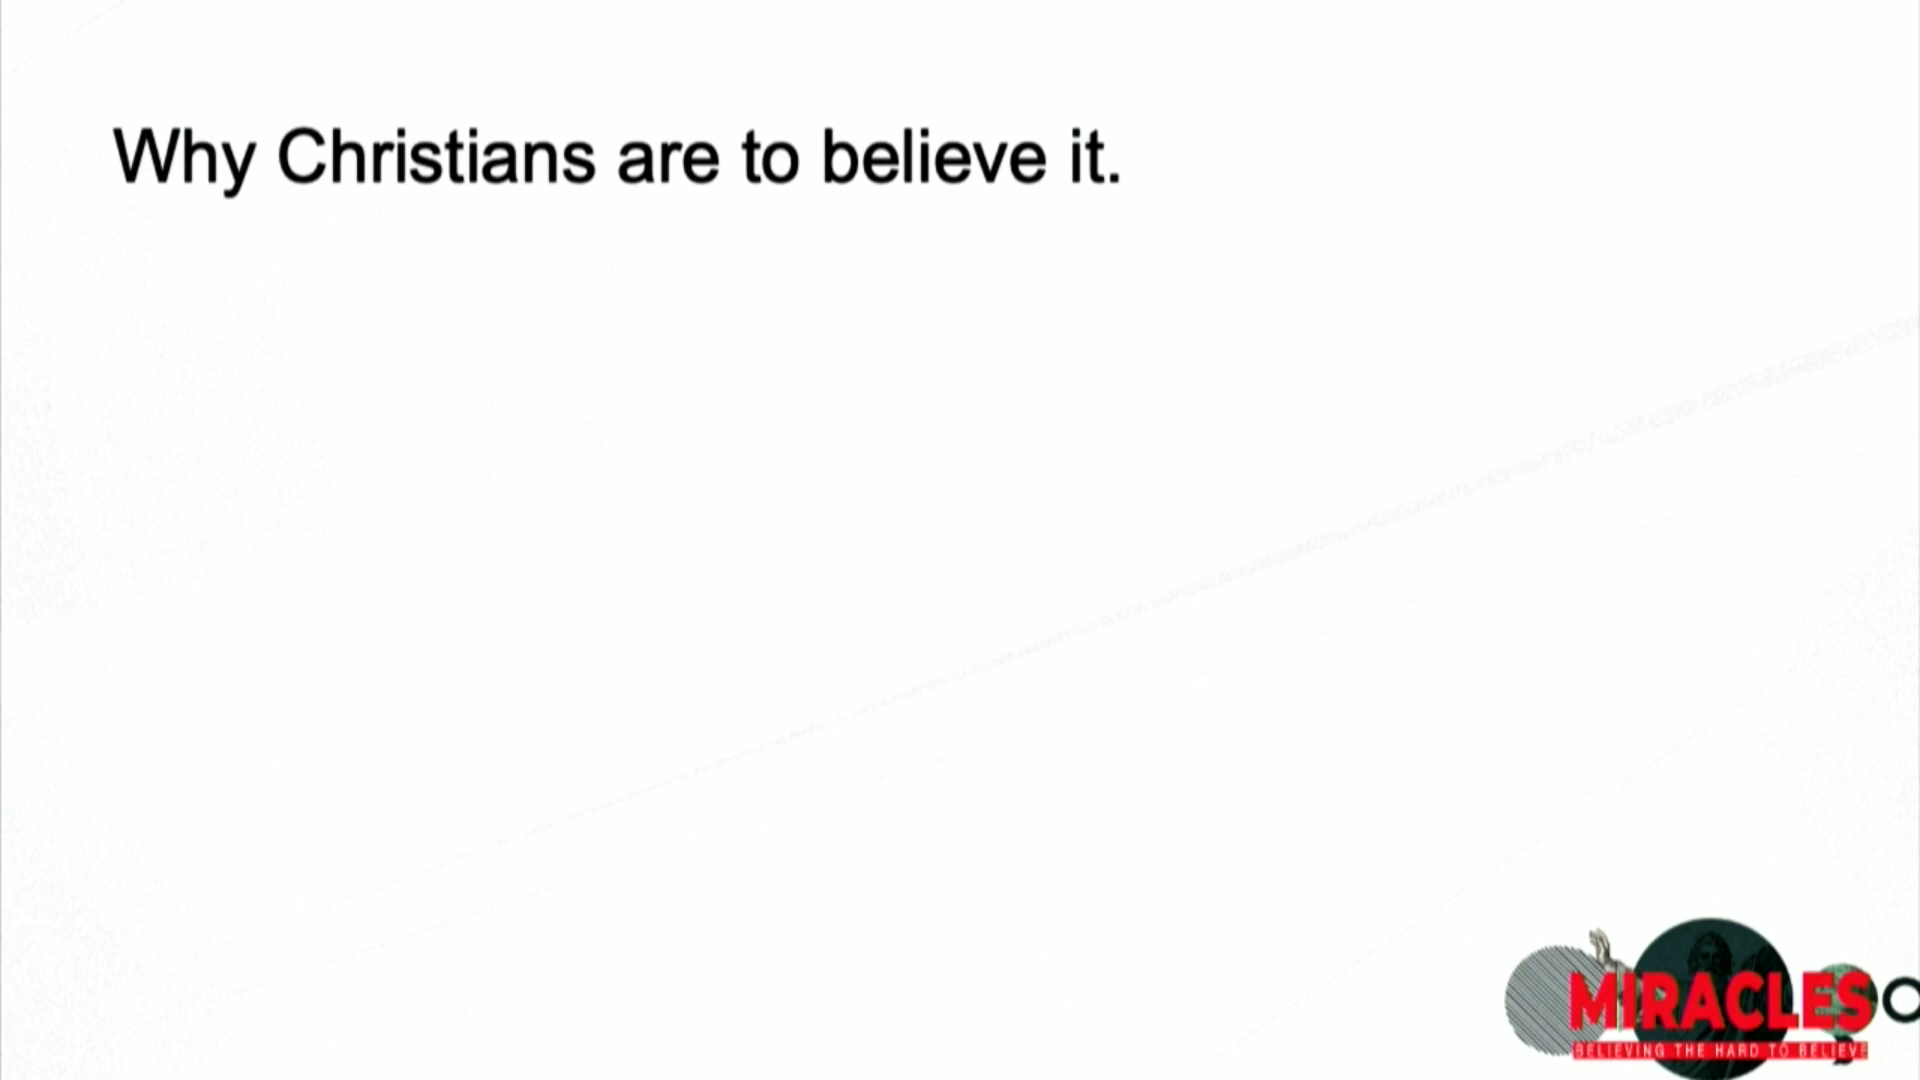 Why Christians are to believe it.
MIRACLES
BELIEVING THE HARD TO BELIEVE